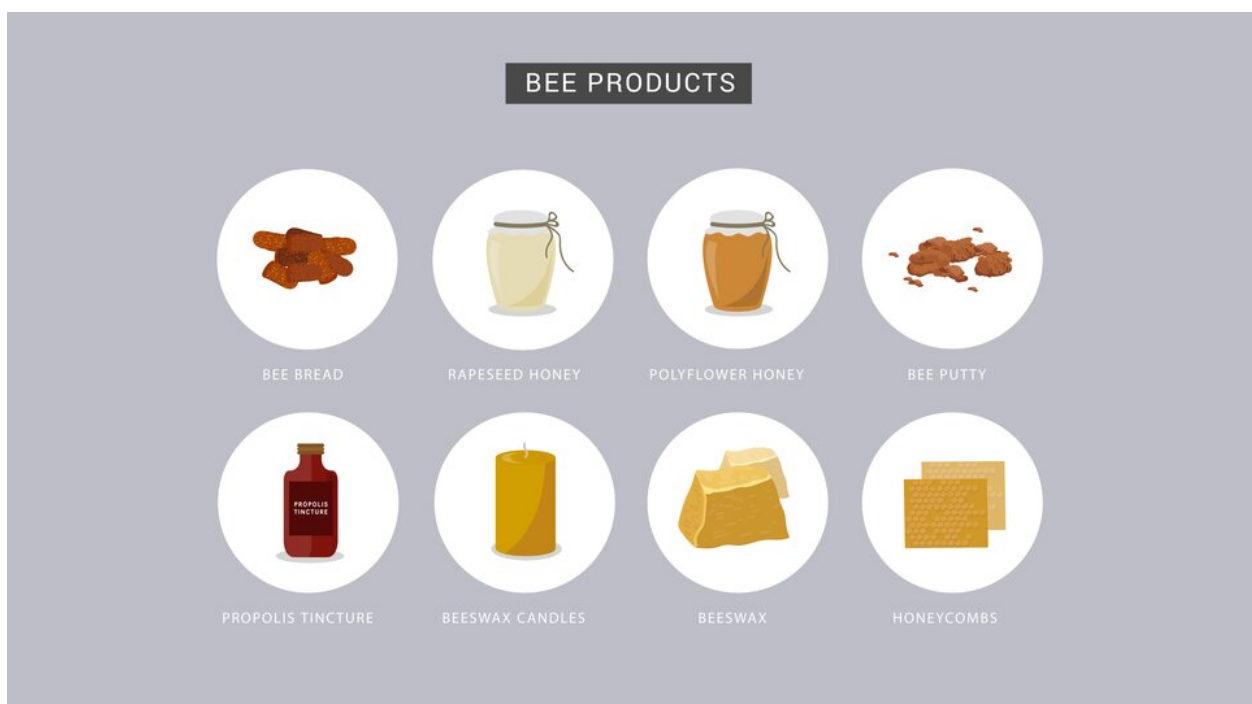 BEE PRODUCTS
BEE BREAD
RAPESEED HONEY
POLYFLOWER HONEY
BEE PUTTY
PROPOLIS
TINCTURE
PROPOLIS TINCTURE
BEESWAX CANDLES
BEESWAX
HONEYCOMBS